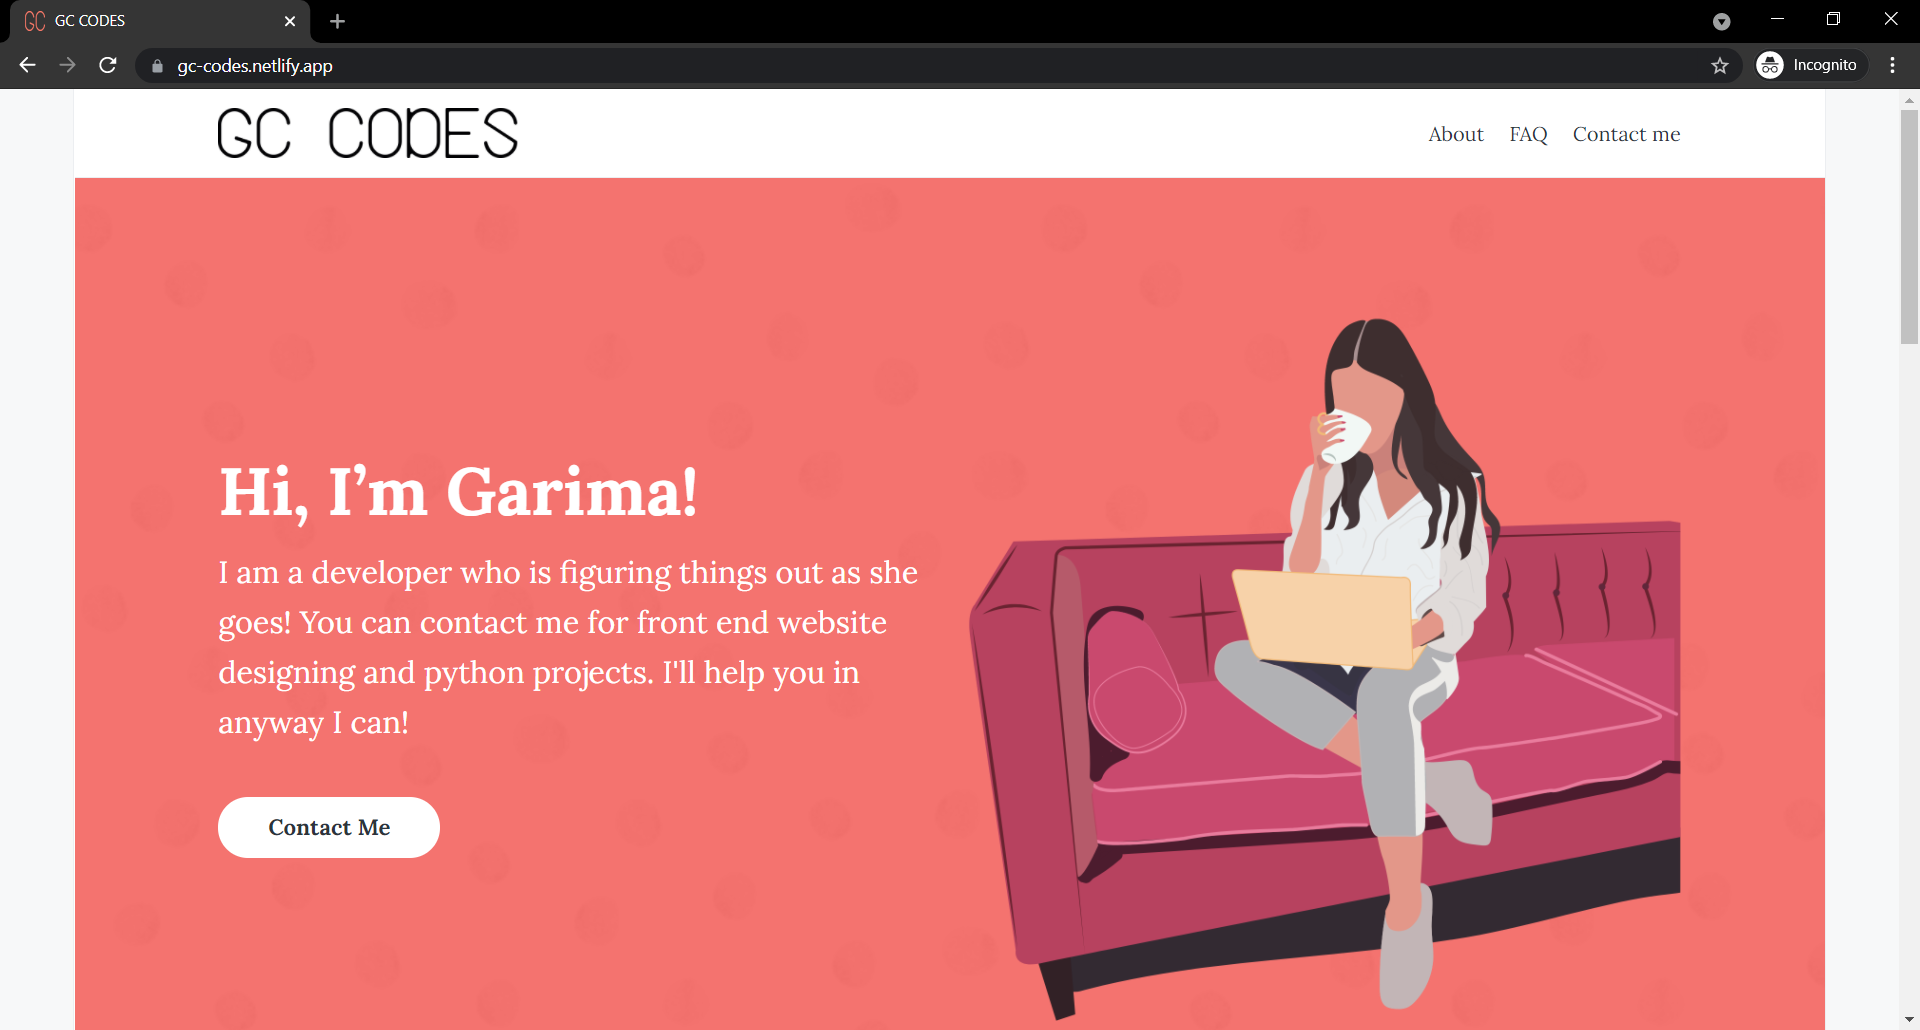 GC CODES
gc-codes.netlify.app
Incognito
GC CODES
About FAQ Contact me
Hi, I’m Garima!
I am a developer who is figuring things out as she
goes! You can contact me for front end website
designing and python projects. I'll help you in
anyway I can!
Contact Me